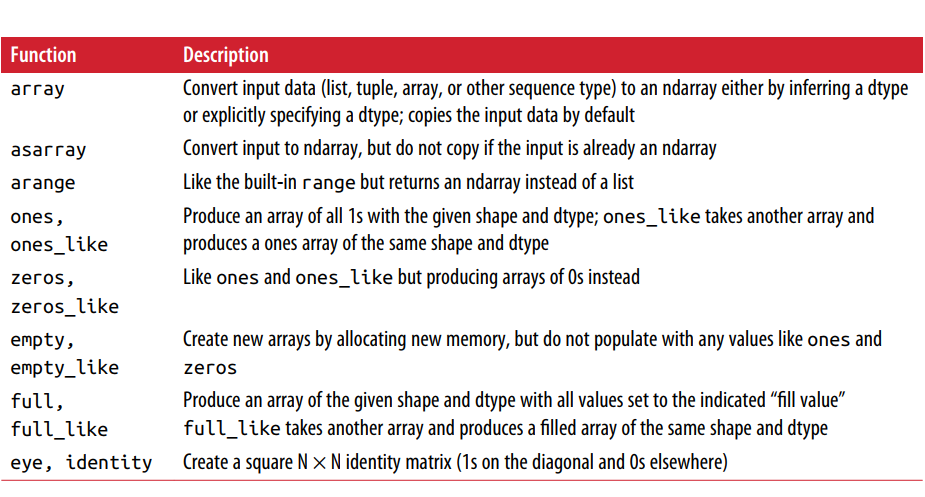 Function Description
array Convert input data (list, tuple, array, or other sequence type) to an ndarray either by inferring a dtype
or explicitly specifying a dtype; copies the input data by default
asarray Convert input to ndarray, but do not copy if the input is already an ndarray
arange Like the built-in range but returns an ndarray instead of a list
ones, Produce an array of all 1s with the given shape and dtype; ones_like takes another array and
ones_like produces a ones array of the same shape and dtype
zeros, Like ones and ones_like but producing arrays of 0s instead
zeros_like
empty, Create new arrays by allocating new memory, but do not populate with any values like ones and
empty_like zeros
full, Produce an array of the given shape and dtype with all values set to the indicated “fill value”
full_like full_like takes another array and produces a filled array of the same shape and dtype
eye, identity Create a square N × N identity matrix (1s on the diagonal and 0s elsewhere)